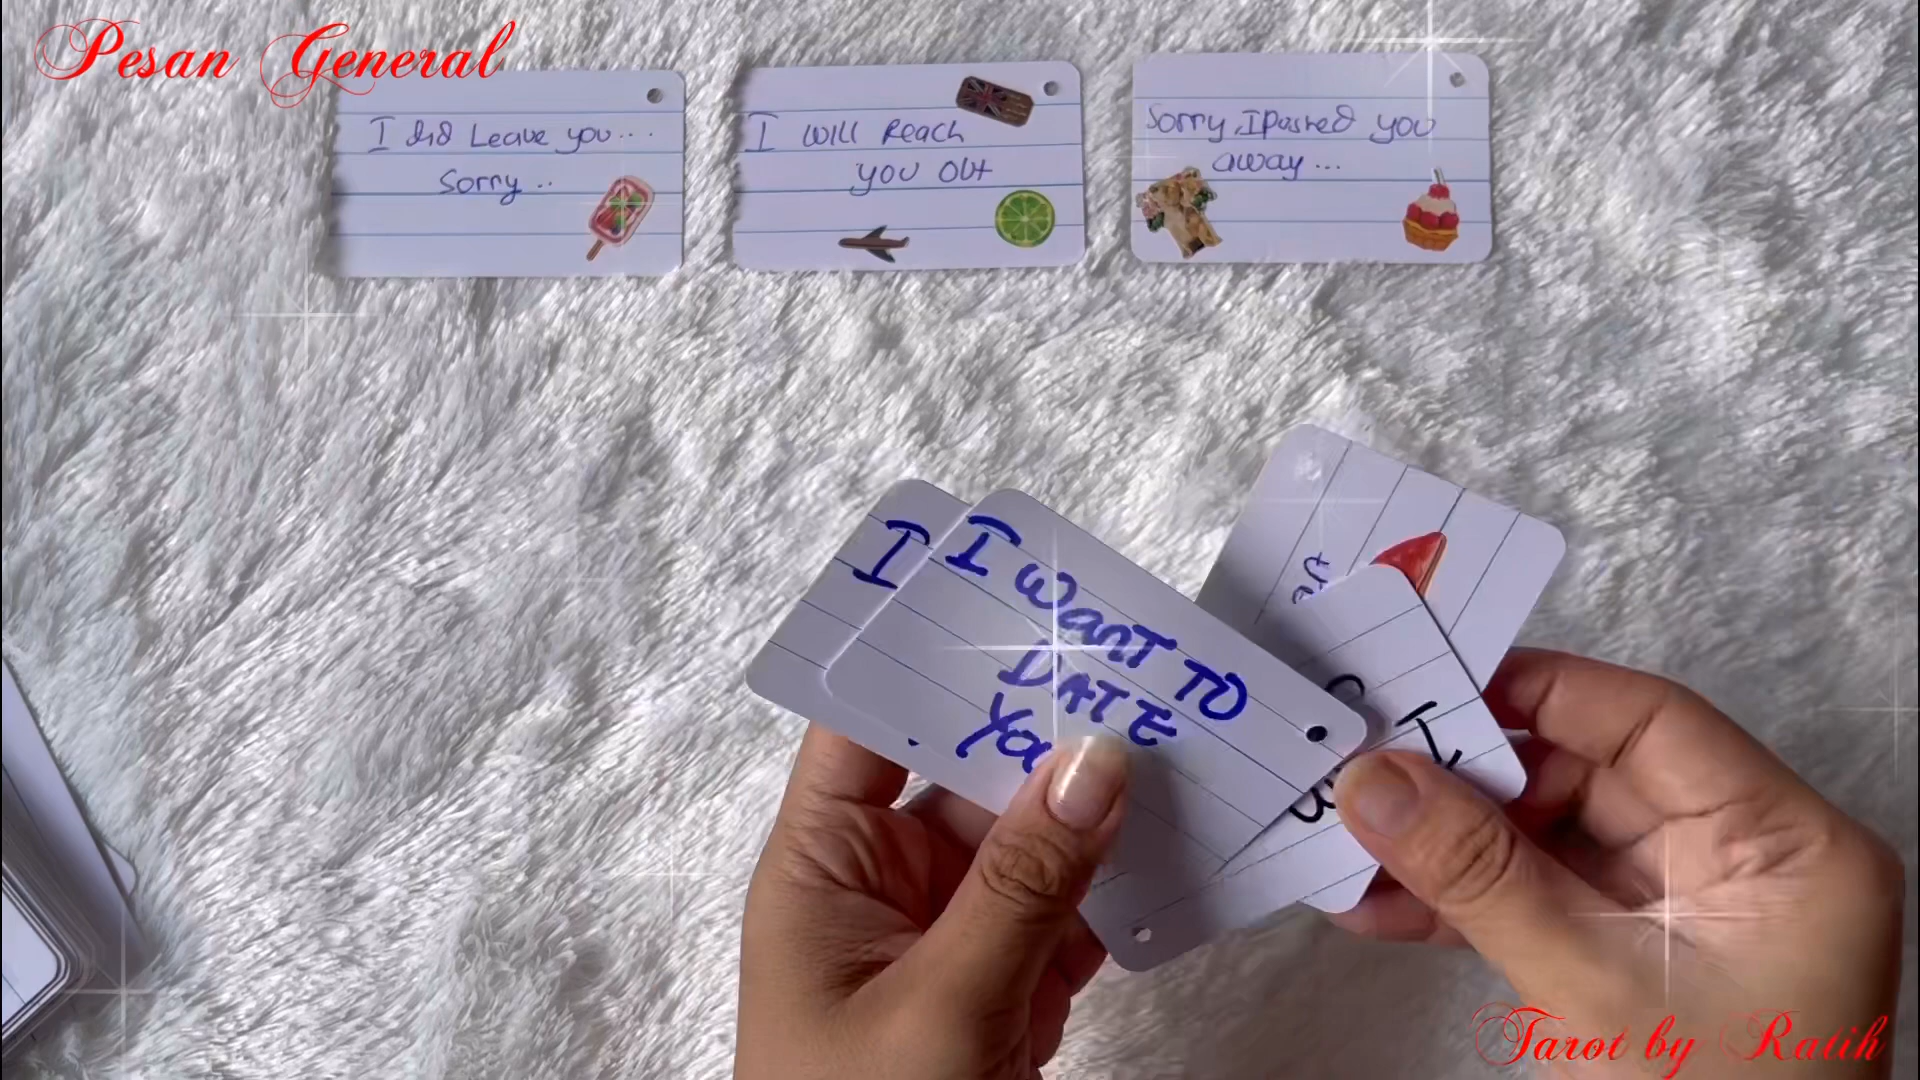 Pesan General
I did Leave you...
Sorry..
I will Reach
you Out
Sorry, I Pushed you
away...
I
I Want TO
DATE
You
I
Tarot by Ratih